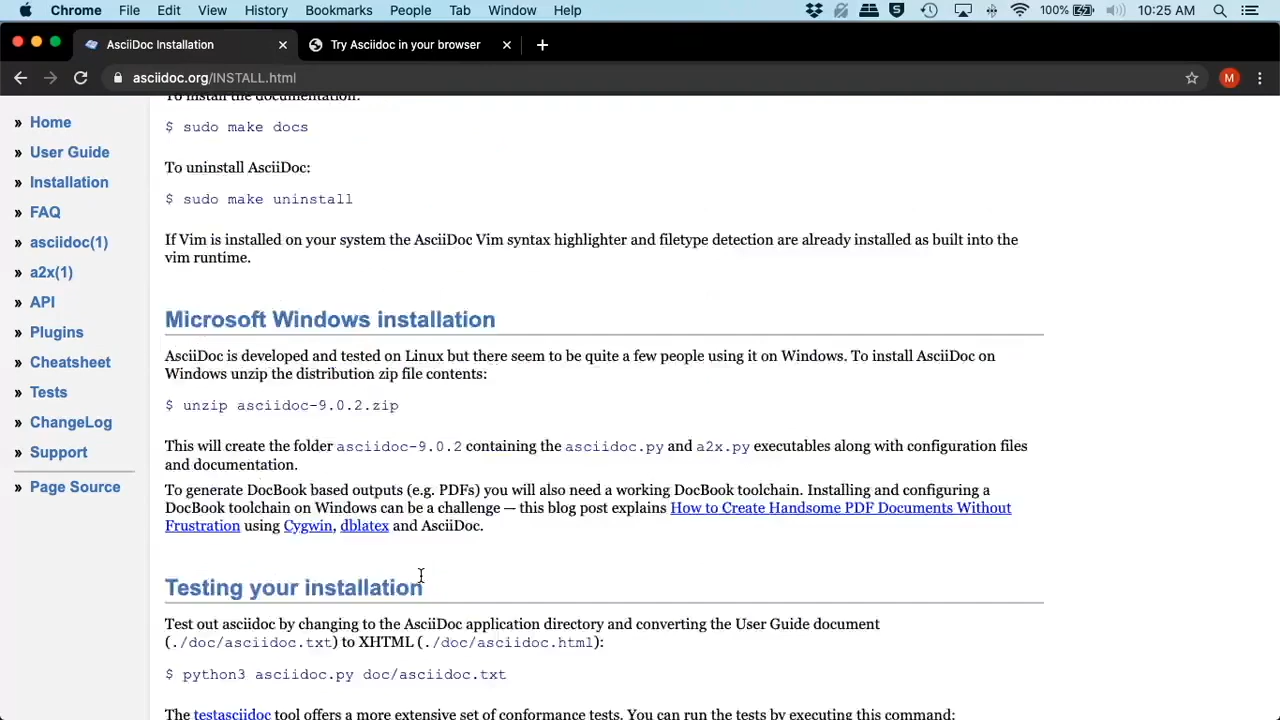 Chrome File Edit View History Bookmarks People Tab Window Help 100% 10:25 AM
AsciiDoc Installation Try Asciidoc in your browser
asciidoc.org/INSTALL.html M
To install the documentation:
» Home
$ sudo make docs
» User Guide
To uninstall AsciiDoc:
» Installation
$ sudo make uninstall
» FAQ
» asciidoc(1)
If Vim is installed on your system the AsciiDoc Vim syntax highlighter and filetype detection are already installed as built into the
vim runtime.
» a2x(1)
» API
Microsoft Windows installation
» Plugins
AsciiDoc is developed and tested on Linux but there seem to be quite a few people using it on Windows. To install AsciiDoc on
» Cheatsheet
Windows unzip the distribution zip file contents:
» Tests
$ unzip asciidoc-9.0.2.zip
» ChangeLog
This will create the folder asciidoc-9.0.2 containing the asciidoc.py and a2x.py executables along with configuration files
» Support
and documentation.
» Page Source
To generate DocBook based outputs (e.g. PDFs) you will also need a working DocBook toolchain. Installing and configuring a
DocBook toolchain on Windows can be a challenge — this blog post explains How to Create Handsome PDF Documents Without
Frustration using Cygwin, dblatex and AsciiDoc.
Testing your installation
Test out asciidoc by changing to the AsciiDoc application directory and converting the User Guide document
(./doc/asciidoc.txt) to XHTML (./doc/asciidoc.html):
$ python3 asciidoc.py doc/asciidoc.txt
The testasciidoc tool offers a more extensive set of conformance tests. You can run the tests by executing this command: